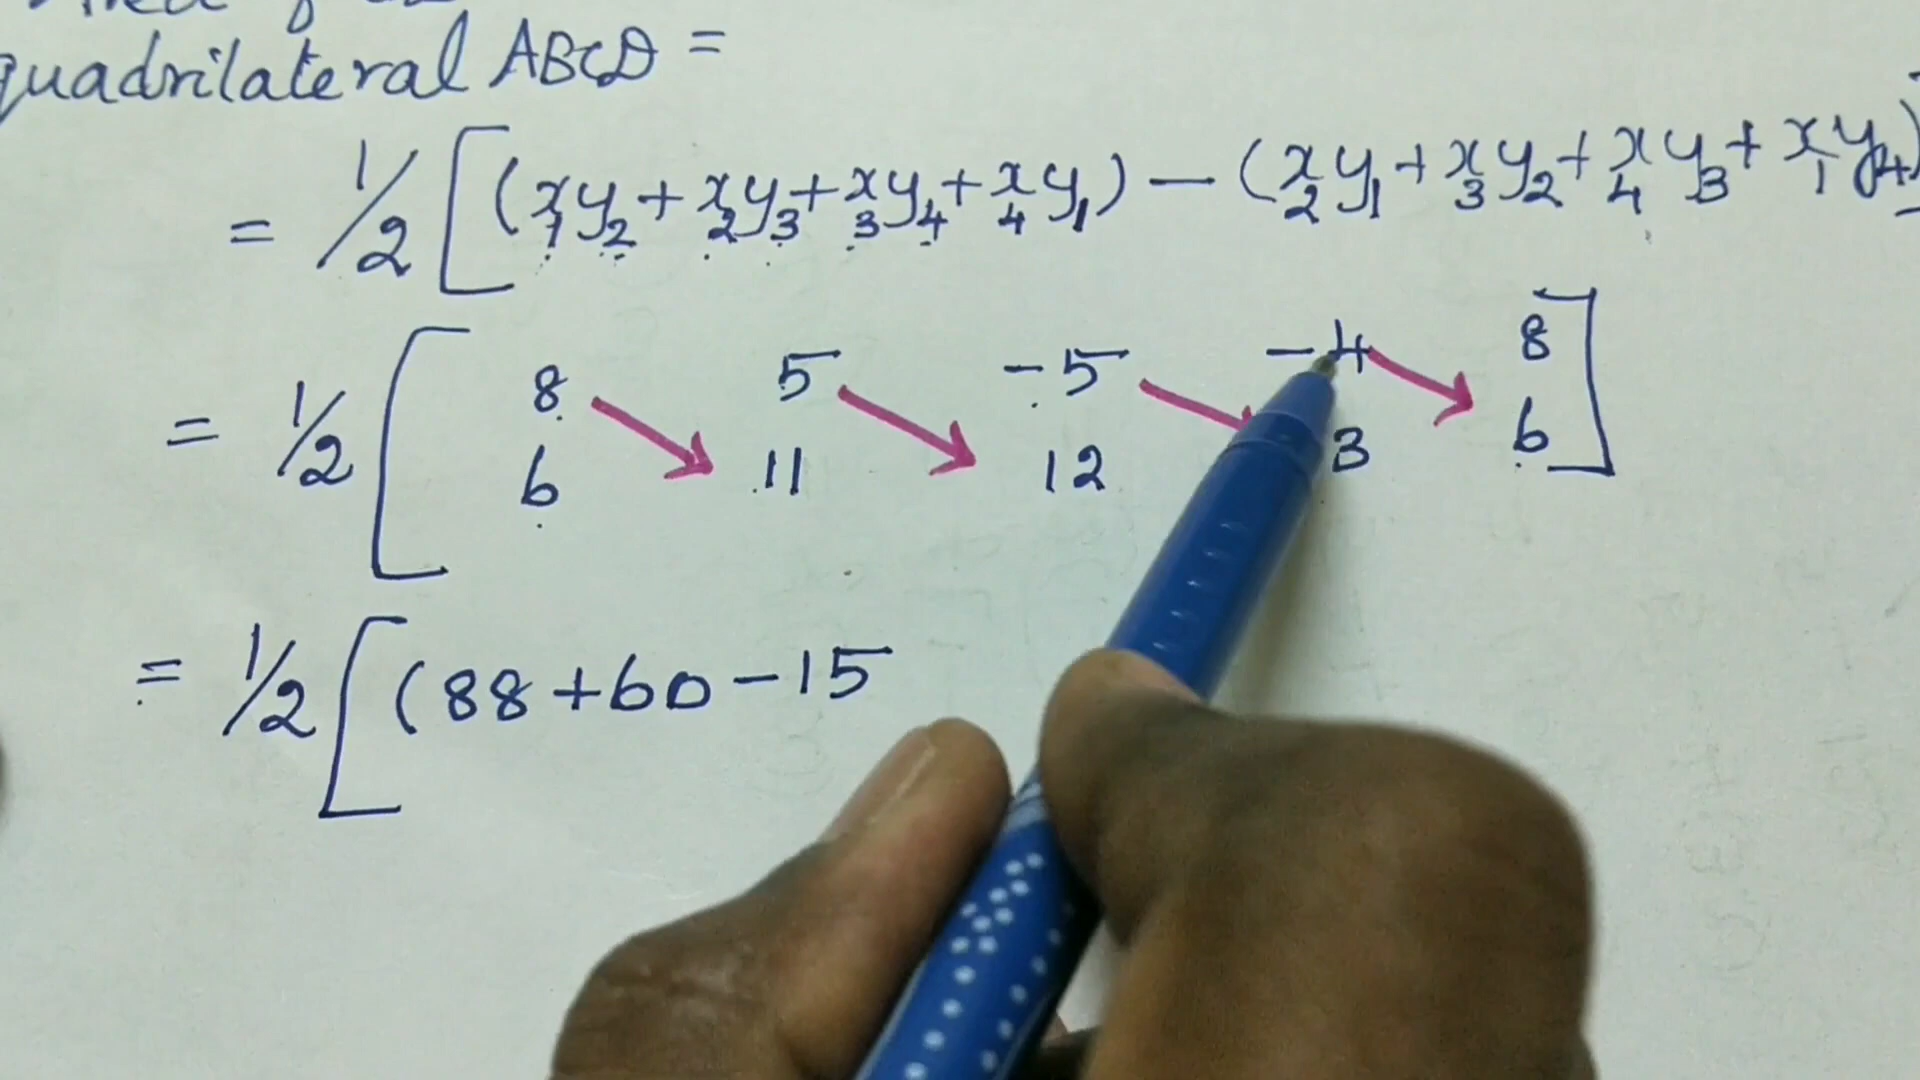 quadrilateral ABCD =
= 1/2 [(x₁y₂ + x₂y₃ + x₃y₄ + x₄y₁) − (x₂y₁ + x₃y₂ + x₄y₃ + x₁y₄)
= 1/2 [ 8 5 -5 -4 8 ]
6 11 12 3 6
= 1/2 [(88 + 60 - 15